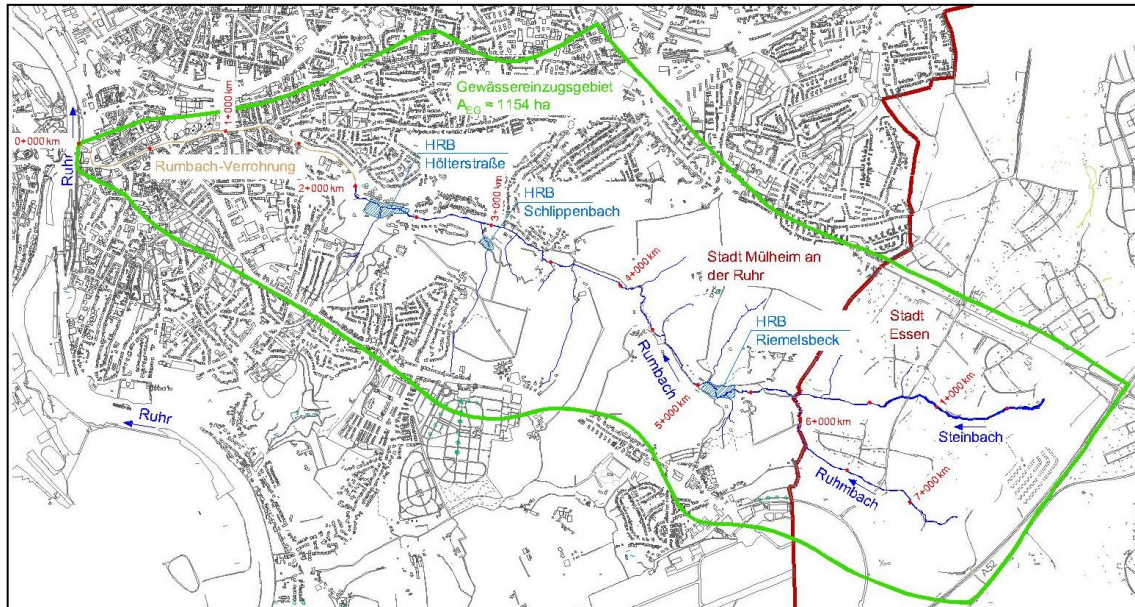 Gewässereinzugsgebiet
A_EG = 1154 ha
0+000 km
1+000 km
Ruhr
Rumbach-Verrohrung
HRB
Hölterstraße
2+000 km
3+000 km
HRB
Schlippenbach
4+000 km
Stadt Mülheim an
der Ruhr
Stadt
Essen
HRB
Riemelsbeck
Rumbach
5+000 km
1+000 km
Steinbach
6+000 km
Ruhr
Ruhmbach
7+000 km
A52